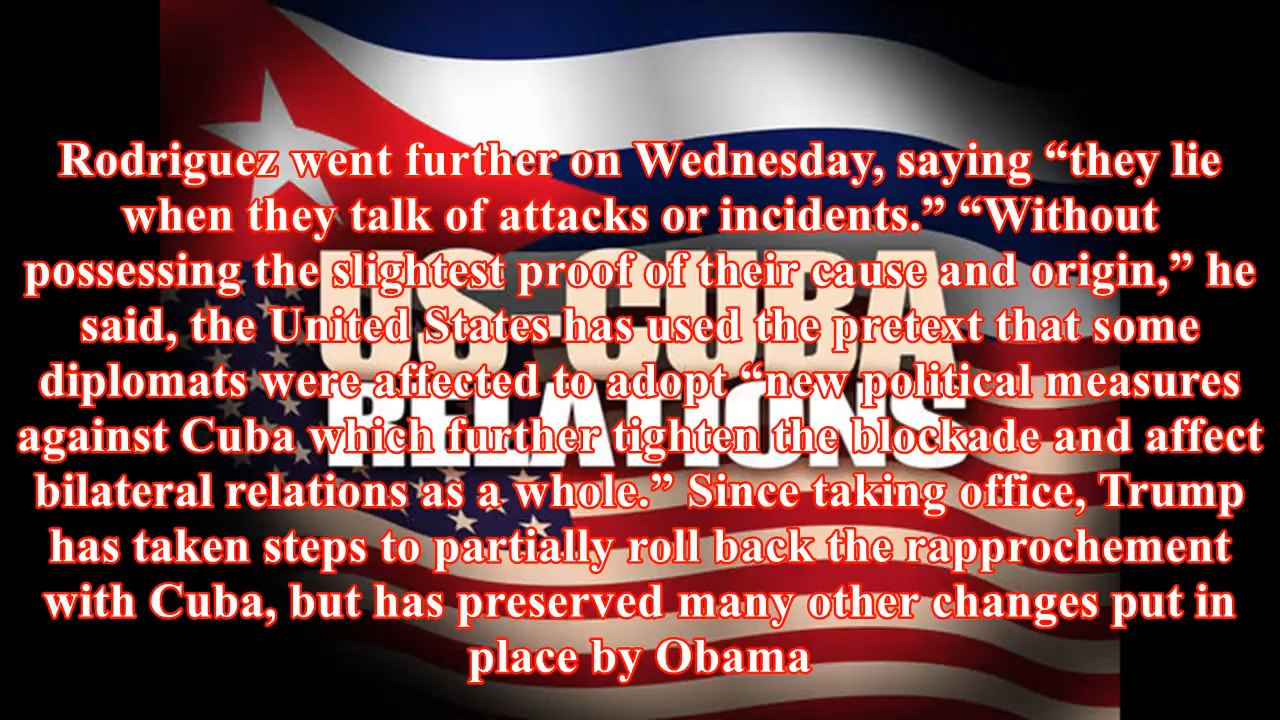 Rodriguez went further on Wednesday, saying “they lie
when they talk of attacks or incidents.” “Without
possessing the slightest proof of their cause and origin,” he
said, the United States has used the pretext that some
diplomats were affected to adopt “new political measures
against Cuba which further tighten the blockade and affect
bilateral relations as a whole.” Since taking office, Trump
has taken steps to partially roll back the rapprochement
with Cuba, but has preserved many other changes put in
place by Obama
US-CUBA
RELATIONS